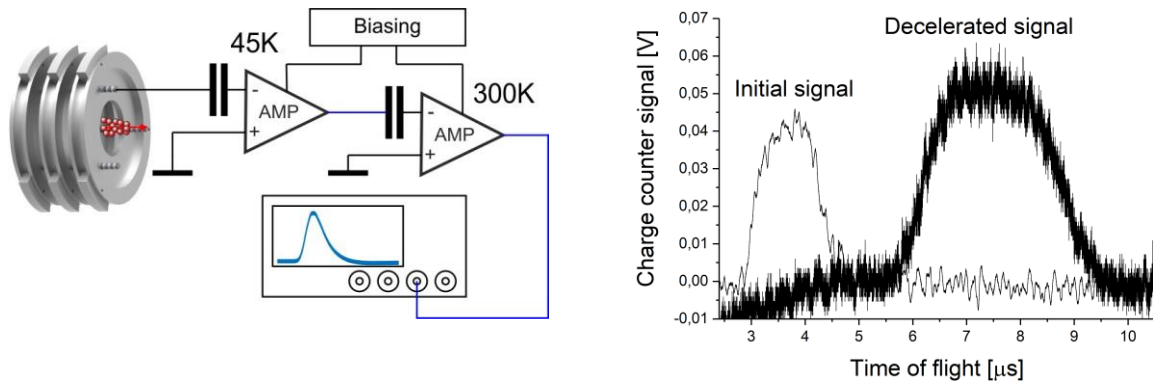 Biasing
45K
300K
AMP
AMP
-
+
-
+
0,07
0,06
0,05
0,04
0,03
0,02
0,01
0,00
-0,01
Charge counter signal [V]
Initial signal
Decelerated signal
3 4 5 6 7 8 9 10
Time of flight [μs]